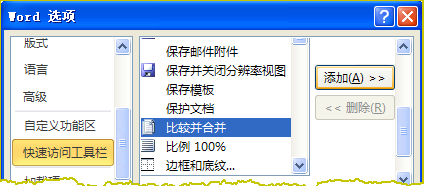 Word 选项
版式
语言
高级
自定义功能区
快速访问工具栏
保存邮件附件
保存并关闭分辨率视图
保存模板
保护文档
比较并合并
比例 100%
边框和底纹...
添加(A) >>
<< 删除(R)